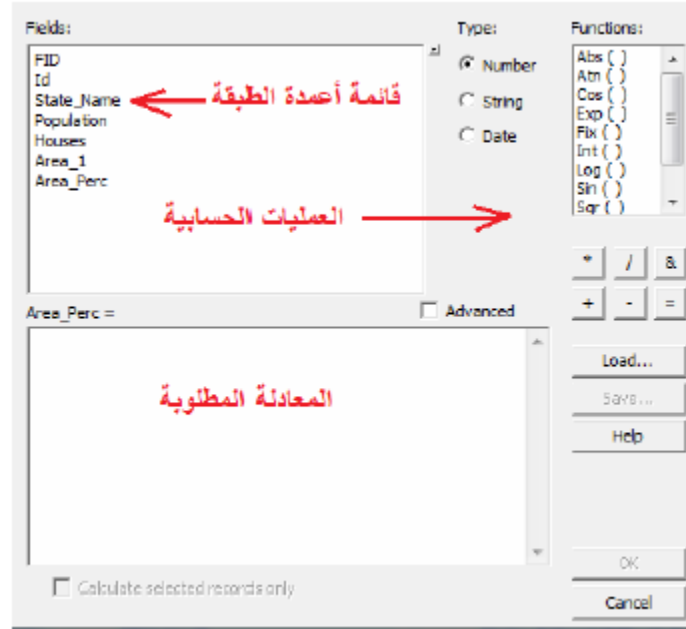 Fields:
FID
Id
State_Name
Population
Houses
Area_1
Area_Perc
قائمة أعمدة الطبقة
العمليات الحسابية
Type:
Number
String
Date
Functions:
Abs ( )
Atn ( )
Cos ( )
Exp ( )
Fix ( )
Int ( )
Log ( )
Sin ( )
Sqr ( )
* / &
+ - =
Area_Perc =
Advanced
المعادلة المطلوبة
Load...
Save...
Help
Calculate selected records only
OK
Cancel